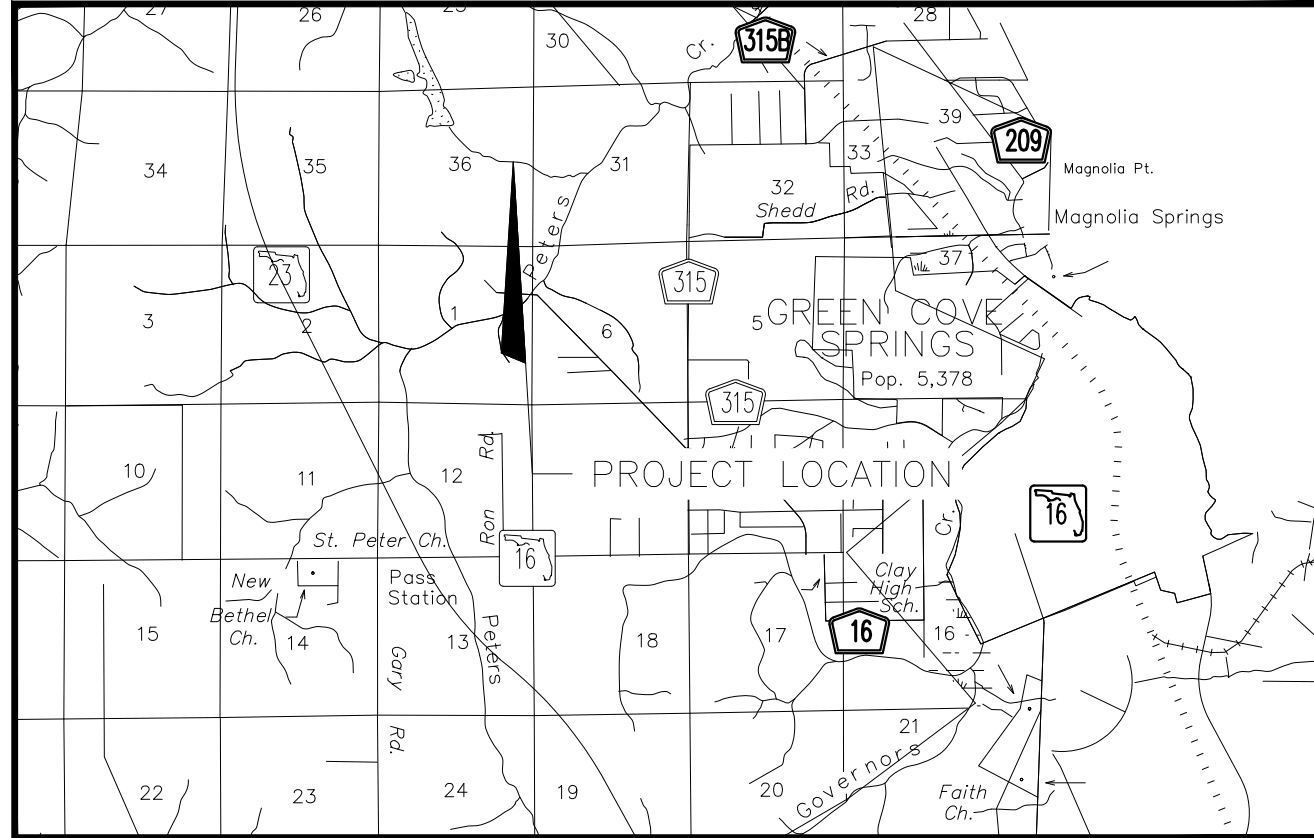 27
26
25
30
Cr.
315B
28
39
209
34
35
36
31
33
32
Shedd Rd.
Magnolia Pt.
Magnolia Springs
23
Peters
315
37
3
2
1
6
5
GREEN COVE
SPRINGS
Pop. 5,378
315
10
11
12
Ron Rd
PROJECT LOCATION
16
Cr.
16
St. Peter Ch.
New
Bethel
Ch.
Pass
Station
Clay
High
Sch.
15
14
13
Peters
18
17
16
16
Gary Rd.
21
22
23
24
19
20
Governors
Faith
Ch.